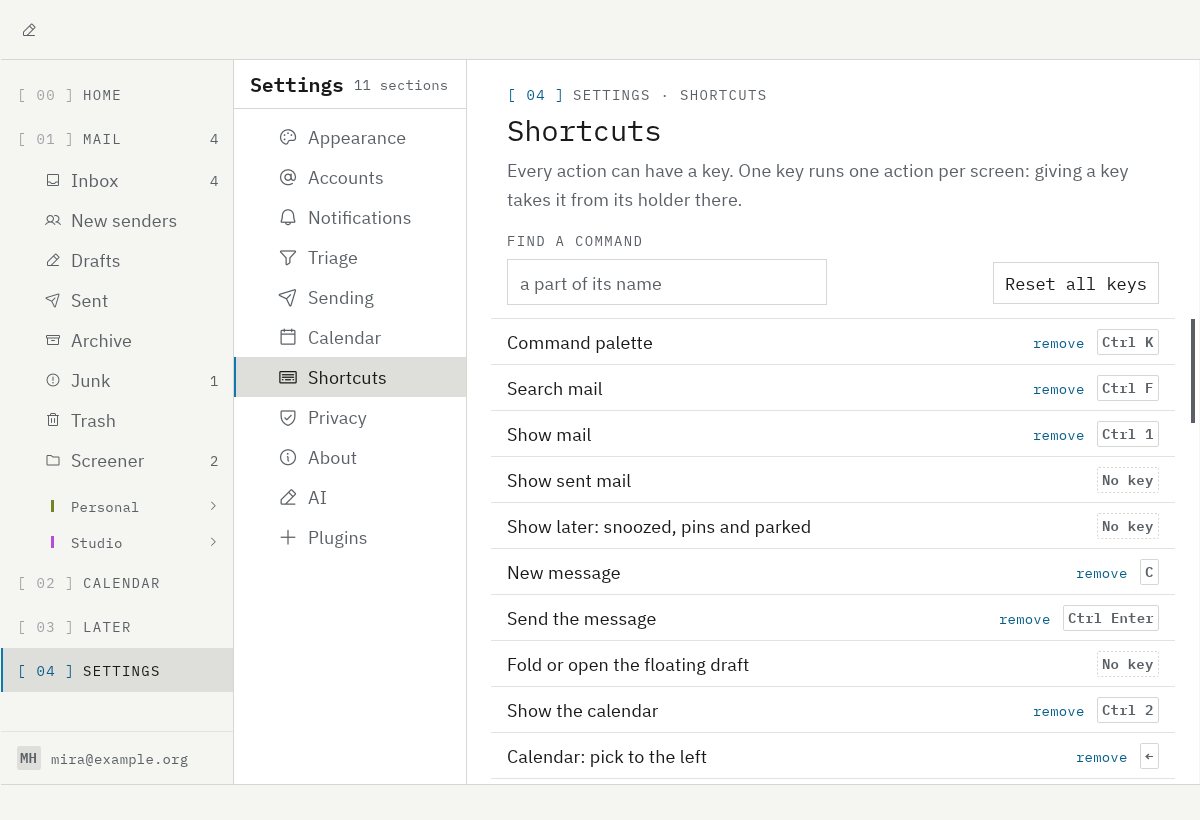 [ 00 ] HOME
[ 01 ] MAIL 4
Inbox 4
New senders
Drafts
Sent
Archive
Junk 1
Trash
Screener 2
Personal
Studio
[ 02 ] CALENDAR
[ 03 ] LATER
[ 04 ] SETTINGS
MH mira@example.org
Settings 11 sections
Appearance
Accounts
Notifications
Triage
Sending
Calendar
Shortcuts
Privacy
About
AI
Plugins
[ 04 ] SETTINGS · SHORTCUTS
Shortcuts
Every action can have a key. One key runs one action per screen: giving a key
takes it from its holder there.
FIND A COMMAND
a part of its name
Reset all keys
Command palette remove Ctrl K
Search mail remove Ctrl F
Show mail remove Ctrl 1
Show sent mail No key
Show later: snoozed, pins and parked No key
New message remove C
Send the message remove Ctrl Enter
Fold or open the floating draft No key
Show the calendar remove Ctrl 2
Calendar: pick to the left remove ←